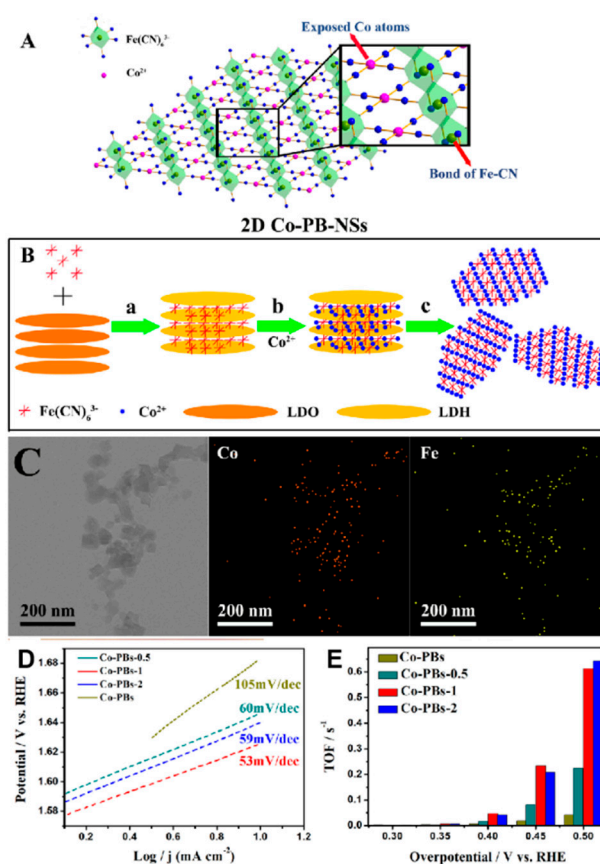 A
Fe(CN)₆³⁻
Co²⁺
Exposed Co atoms
Bond of Fe-CN
2D Co-PB-NSs
B
+
a
b
Co²⁺
c
Fe(CN)₆³⁻
Co²⁺
LDO
LDH
C
Co
Fe
200 nm
200 nm
200 nm
D
Co-PBs-0.5
Co-PBs-1
Co-PBs-2
Co-PBs
105mV/dec
60mV/dec
59mV/dec
53mV/dec
1.68
1.66
1.64
1.62
1.60
1.58
Potential / V vs. RHE
0.2
0.4
0.6
0.8
1.0
1.2
Log / j (mA cm⁻²)
E
Co-PBs
Co-PBs-0.5
Co-PBs-1
Co-PBs-2
TOF / s⁻¹
0.6
0.5
0.4
0.3
0.2
0.1
0.0
0.30
0.35
0.40
0.45
0.50
Overpotential / V vs. RHE